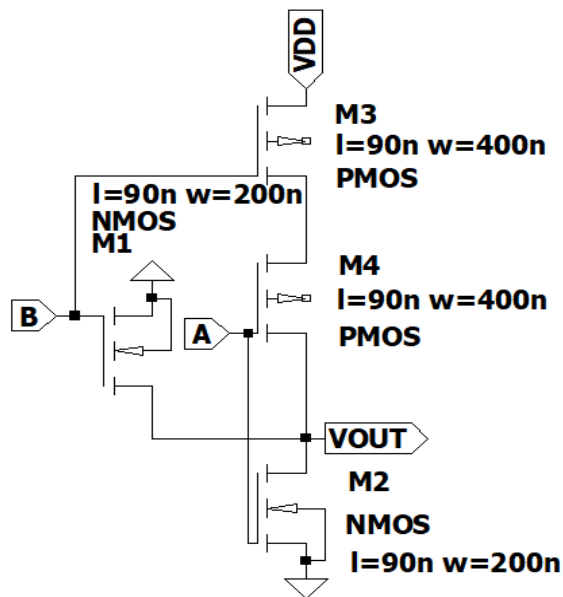 VDD
M3
l=90n w=400n
PMOS
l=90n w=200n
NMOS
M1
M4
l=90n w=400n
PMOS
B
A
VOUT
M2
NMOS
l=90n w=200n